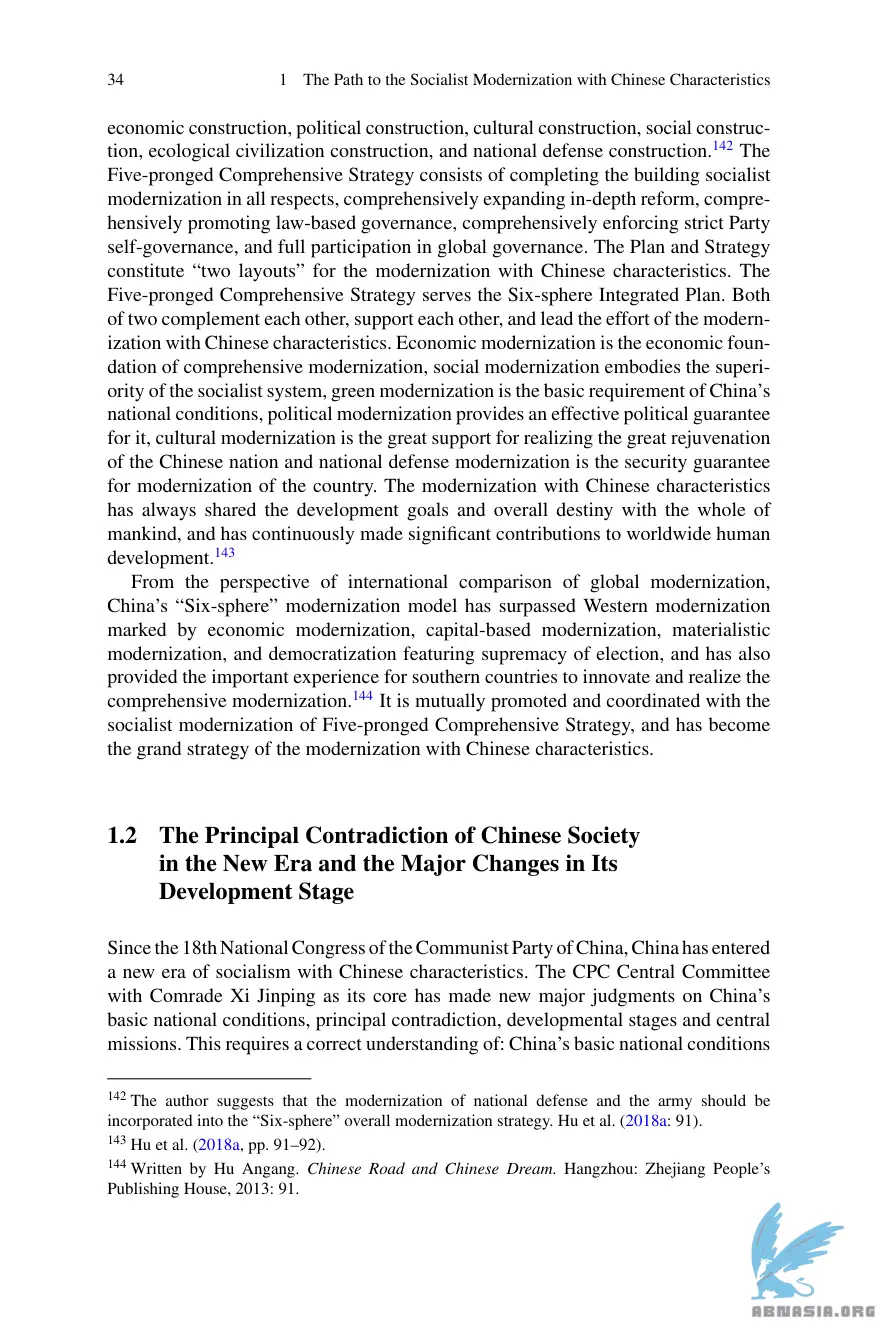 34 1 The Path to the Socialist Modernization with Chinese Characteristics
economic construction, political construction, cultural construction, social construc-
tion, ecological civilization construction, and national defense construction.142 The
Five-pronged Comprehensive Strategy consists of completing the building socialist
modernization in all respects, comprehensively expanding in-depth reform, compre-
hensively promoting law-based governance, comprehensively enforcing strict Party
self-governance, and full participation in global governance. The Plan and Strategy
constitute “two layouts” for the modernization with Chinese characteristics. The
Five-pronged Comprehensive Strategy serves the Six-sphere Integrated Plan. Both
of two complement each other, support each other, and lead the effort of the modern-
ization with Chinese characteristics. Economic modernization is the economic foun-
dation of comprehensive modernization, social modernization embodies the superi-
ority of the socialist system, green modernization is the basic requirement of China’s
national conditions, political modernization provides an effective political guarantee
for it, cultural modernization is the great support for realizing the great rejuvenation
of the Chinese nation and national defense modernization is the security guarantee
for modernization of the country. The modernization with Chinese characteristics
has always shared the development goals and overall destiny with the whole of
mankind, and has continuously made significant contributions to worldwide human
development.143
From the perspective of international comparison of global modernization,
China’s “Six-sphere” modernization model has surpassed Western modernization
marked by economic modernization, capital-based modernization, materialistic
modernization, and democratization featuring supremacy of election, and has also
provided the important experience for southern countries to innovate and realize the
comprehensive modernization.144 It is mutually promoted and coordinated with the
socialist modernization of Five-pronged Comprehensive Strategy, and has become
the grand strategy of the modernization with Chinese characteristics.
1.2 The Principal Contradiction of Chinese Society
in the New Era and the Major Changes in Its
Development Stage
Since the 18th National Congress of the Communist Party of China, China has entered
a new era of socialism with Chinese characteristics. The CPC Central Committee
with Comrade Xi Jinping as its core has made new major judgments on China’s
basic national conditions, principal contradiction, developmental stages and central
missions. This requires a correct understanding of: China’s basic national conditions
142 The author suggests that the modernization of national defense and the army should be
incorporated into the “Six-sphere” overall modernization strategy. Hu et al. (2018a: 91).
143 Hu et al. (2018a, pp. 91–92).
144 Written by Hu Angang. Chinese Road and Chinese Dream. Hangzhou: Zhejiang People’s
Publishing House, 2013: 91.
ABNASIA.ORG